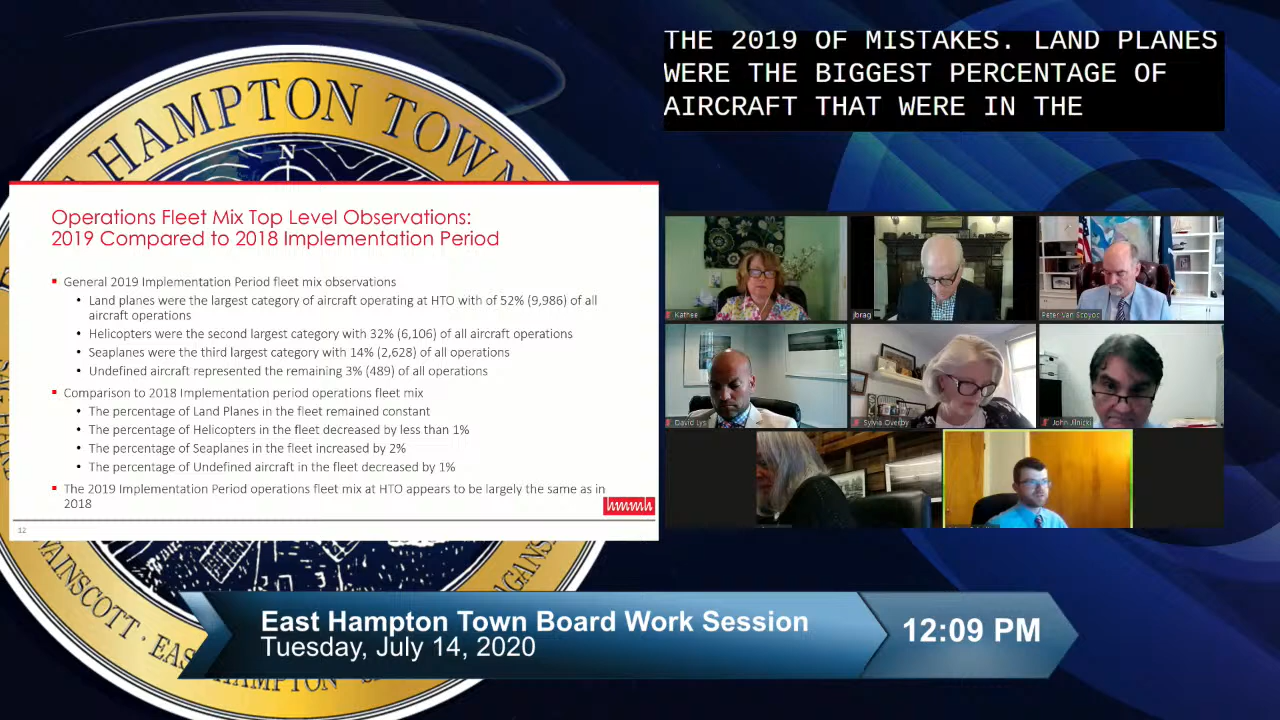 THE 2019 OF MISTAKES. LAND PLANES
WERE THE BIGGEST PERCENTAGE OF
AIRCRAFT THAT WERE IN THE
HAMPTON TOWN
N
Operations Fleet Mix Top Level Observations:
2019 Compared to 2018 Implementation Period
General 2019 Implementation Period fleet mix observations
Land planes were the largest category of aircraft operating at HTO with of 52% (9,986) of all
aircraft operations
Helicopters were the second largest category with 32% (6,106) of all aircraft operations
Seaplanes were the third largest category with 14% (2,628) of all operations
Undefined aircraft represented the remaining 3% (489) of all operations
Comparison to 2018 Implementation period operations fleet mix
The percentage of Land Planes in the fleet remained constant
The percentage of Helicopters in the fleet decreased by less than 1%
The percentage of Seaplanes in the fleet increased by 2%
The percentage of Undefined aircraft in the fleet decreased by 1%
The 2019 Implementation Period operations fleet mix at HTO appears to be largely the same as in
2018
hmmh
12
Kathee
jbrag
Peter Van Scoyoc
David Lys
Sylvia Overby
John Jilnicki
WAINSCOTT · EAS
HAMPTON
East Hampton Town Board Work Session
Tuesday, July 14, 2020
12:09 PM